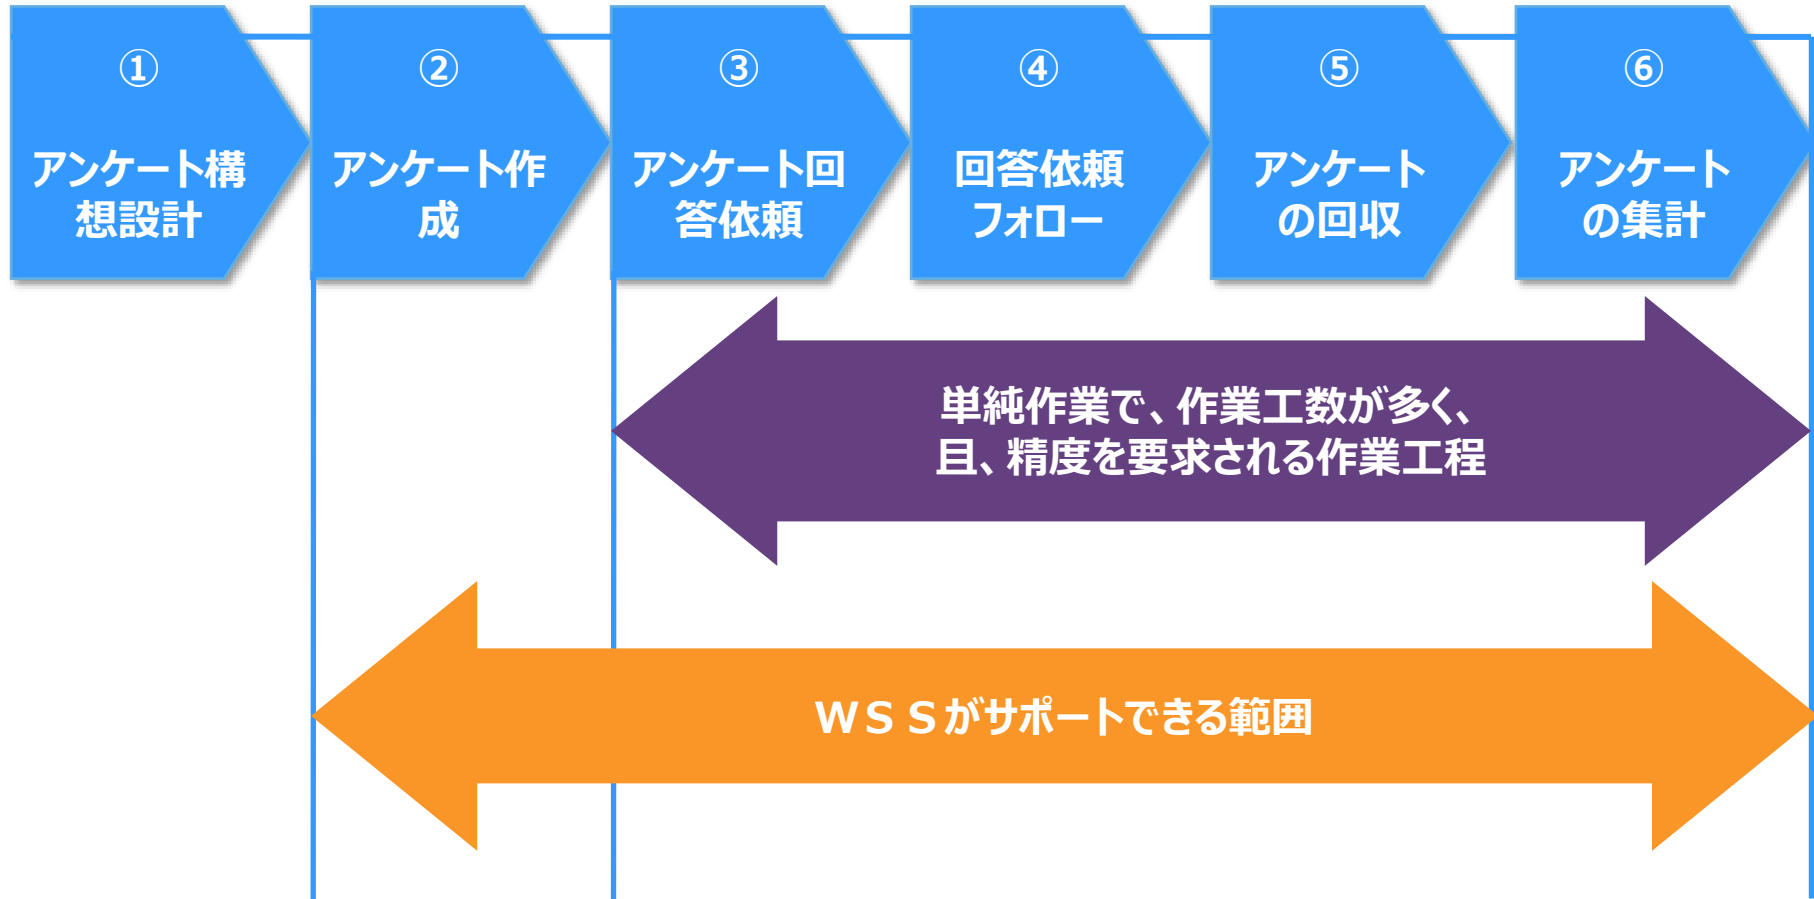 ①
アンケート構
想設計
②
アンケート作
成
③
アンケート回
答依頼
④
回答依頼
フォロー
⑤
アンケート
の回収
⑥
アンケート
の集計
単純作業で、作業工数が多く、
且、精度を要求される作業工程
ＷＳＳがサポートできる範囲